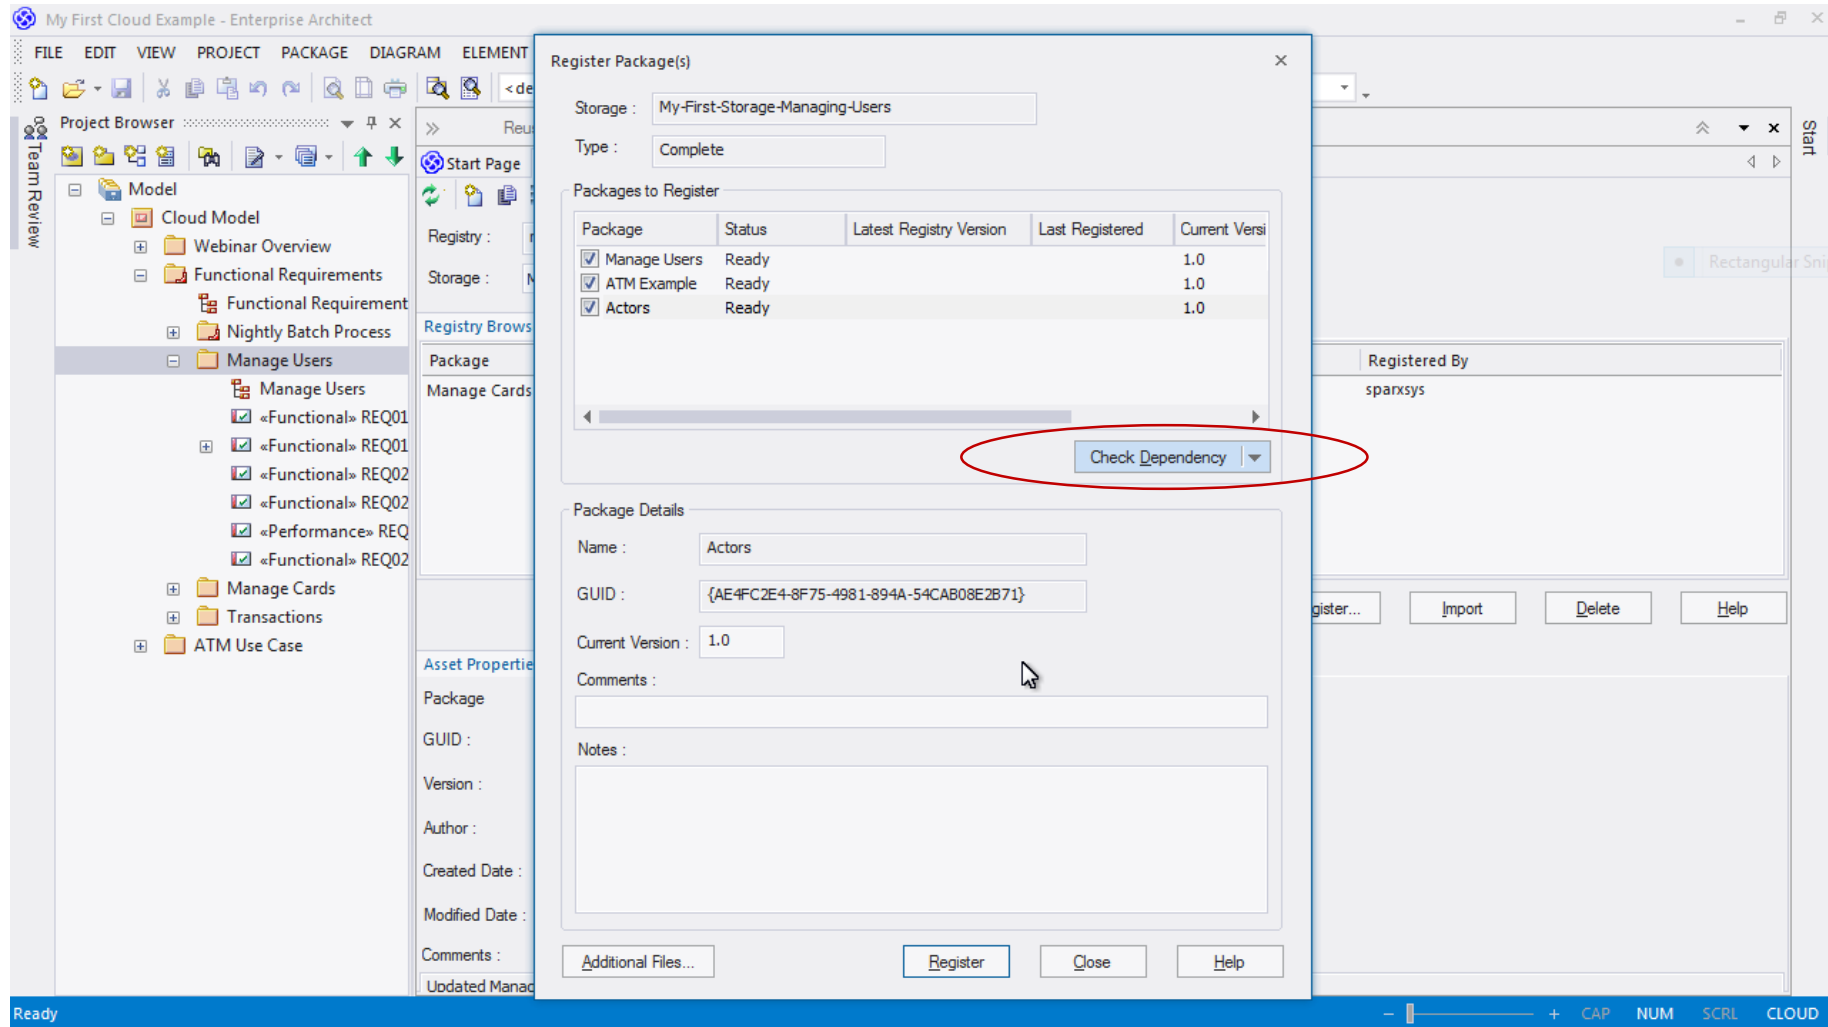 My First Cloud Example - Enterprise Architect
FILE EDIT VIEW PROJECT PACKAGE DIAGRAM ELEMENT
<de
Team Review
Project Browser
Model
Cloud Model
Webinar Overview
Functional Requirements
Functional Requirement
Nightly Batch Process
Manage Users
Manage Users
«Functional» REQ01
«Functional» REQ01
«Functional» REQ02
«Functional» REQ02
«Performance» REQ
«Functional» REQ02
Manage Cards
Transactions
ATM Use Case
Reu
Start Page
Registry :
Storage :
Registry Brows
Package
Manage Cards
Asset Propertie
Package
GUID :
Version :
Author :
Created Date :
Modified Date :
Comments :
Updated Manag
Register Package(s)
Storage : My-First-Storage-Managing-Users
Type : Complete
Packages to Register
Package Status Latest Registry Version Last Registered Current Versi
Manage Users Ready 1.0
ATM Example Ready 1.0
Actors Ready 1.0
Check Dependency
Package Details
Name : Actors
GUID : {AE4FC2E4-8F75-4981-894A-54CAB08E2B71}
Current Version : 1.0
Comments :
Notes :
Additional Files... Register Close Help
Start
Rectangular Sni
Registered By
sparxsys
gister... Import Delete Help
Ready
CAP NUM SCRL CLOUD